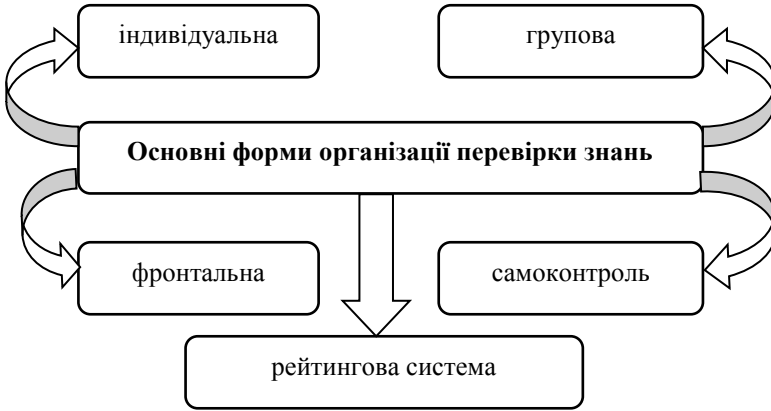 індивідуальна
групова
Основні форми організації перевірки знань
фронтальна
самоконтроль
рейтингова система